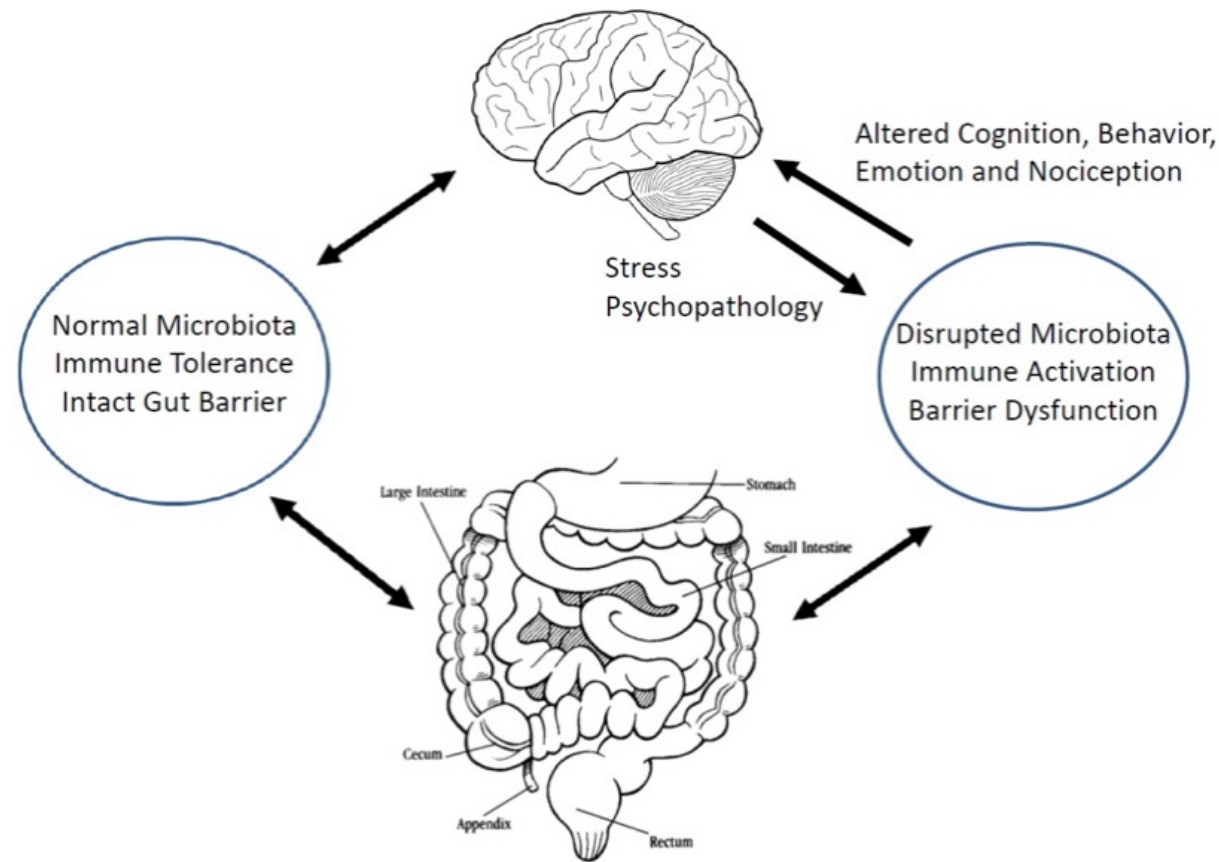 Altered Cognition, Behavior,
Emotion and Nociception
Stress
Psychopathology
Normal Microbiota
Immune Tolerance
Intact Gut Barrier
Disrupted Microbiota
Immune Activation
Barrier Dysfunction
Large Intestine
Stomach
Small Intestine
Cecum
Appendix
Rectum